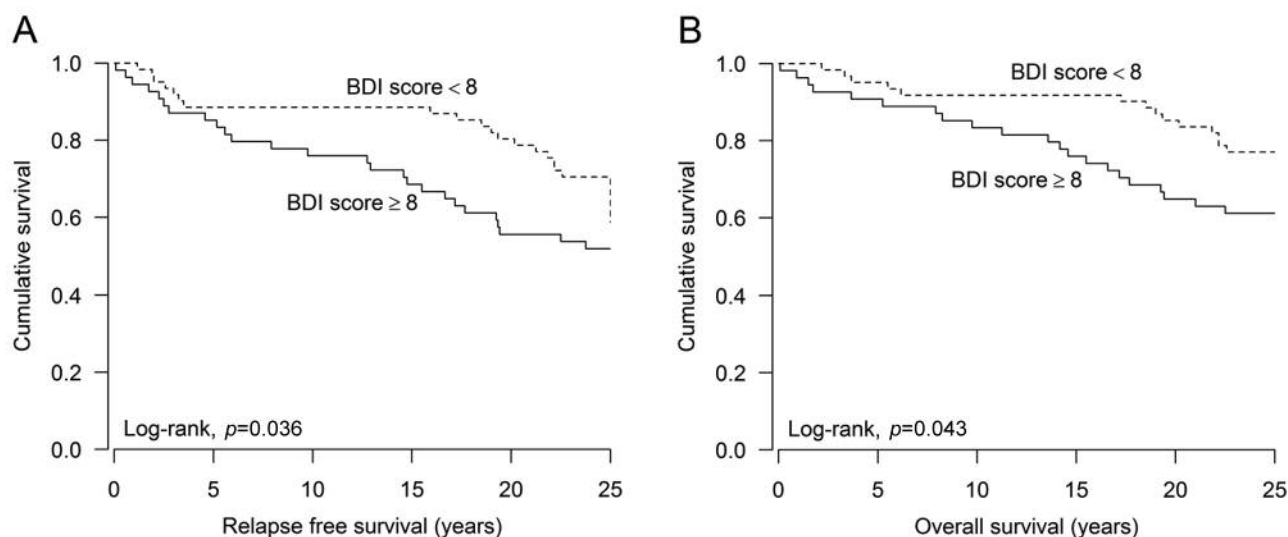 A
1.0
0.8
0.6
0.4
0.2
0.0
Cumulative survival
BDI score < 8
BDI score ≥ 8
Log-rank, p=0.036
0 5 10 15 20 25
Relapse free survival (years)
B
1.0
0.8
0.6
0.4
0.2
0.0
Cumulative survival
BDI score < 8
BDI score ≥ 8
Log-rank, p=0.043
0 5 10 15 20 25
Overall survival (years)